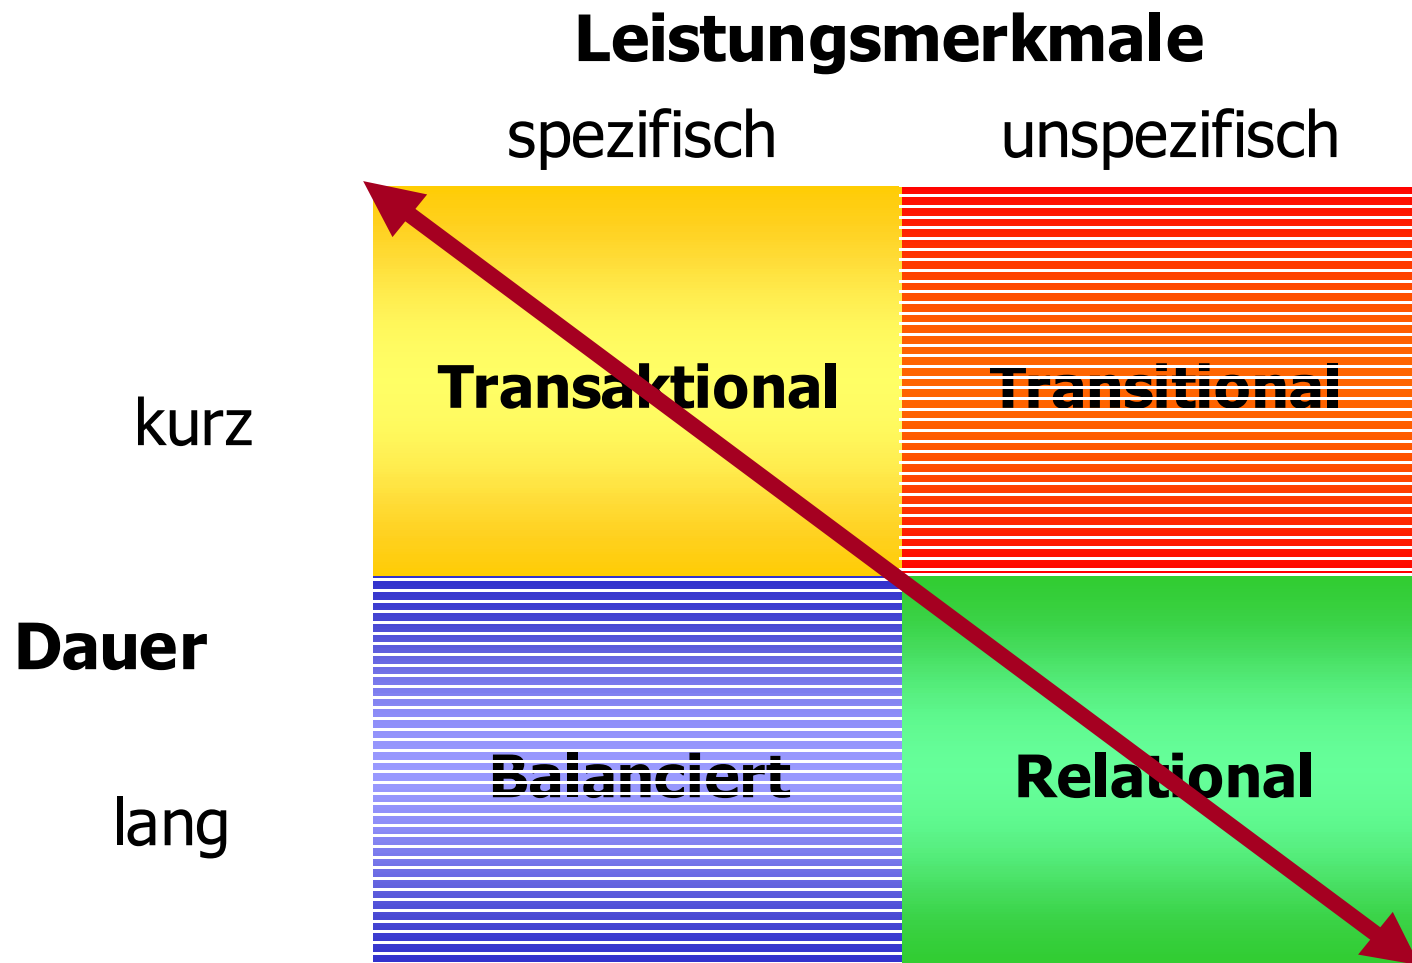 Leistungsmerkmale
spezifisch unspezifisch
Transaktional Transitional
kurz
Dauer
Balanciert Relational
lang